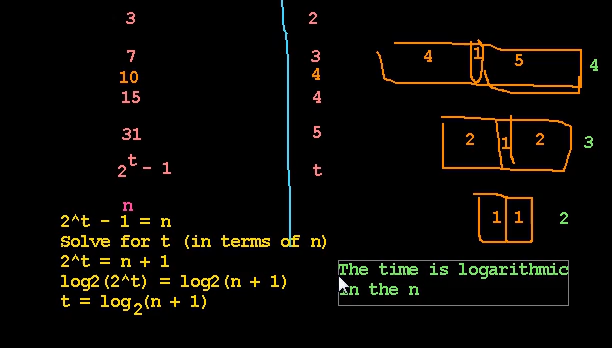 3 2
7 3
10 4
15 4
31 5
2^t - 1 t
n
2^t - 1 = n
Solve for t (in terms of n)
2^t = n + 1
log2(2^t) = log2(n + 1)
t = log2(n + 1)
4 1 5 4
2 1 2 3
1 1 2
The time is logarithmic
in the n